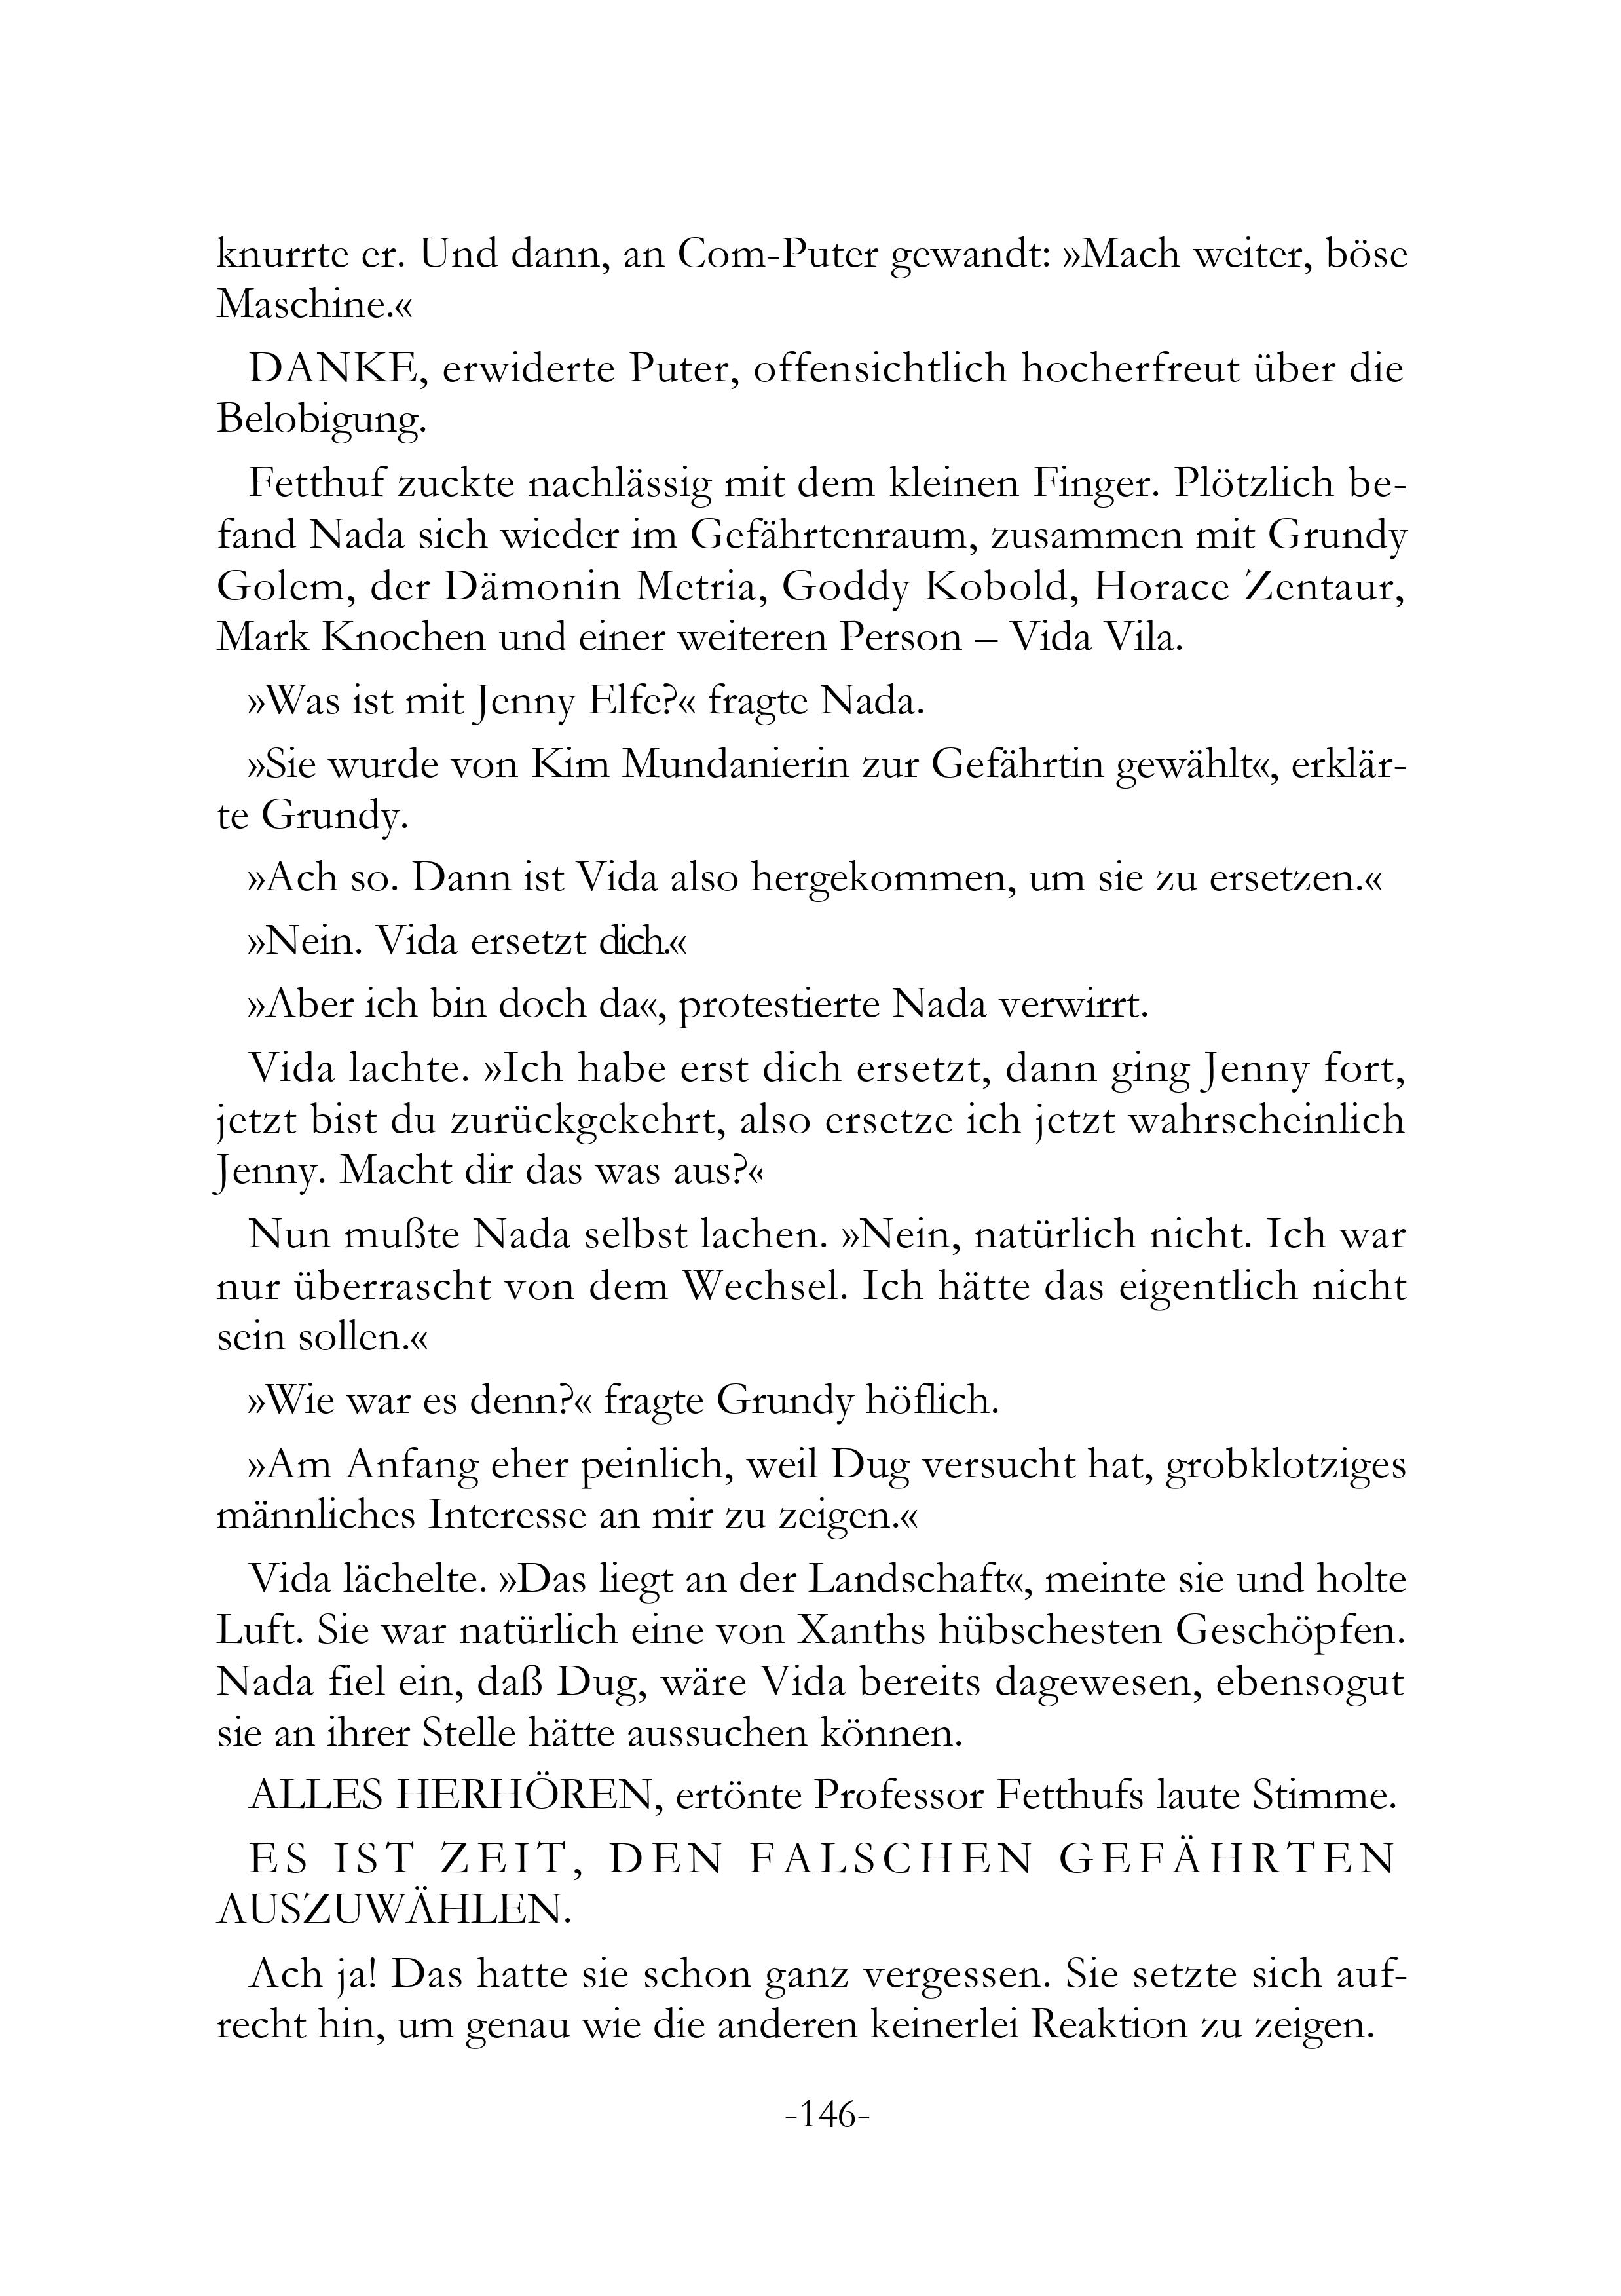 knurrte er. Und dann, an Com-Puter gewandt: »Mach weiter, böse
Maschine.«
DANKE, erwiderte Puter, offensichtlich hocherfreut über die
Belobigung.
Fetthuf zuckte nachlässig mit dem kleinen Finger. Plötzlich be-
fand Nada sich wieder im Gefährtenraum, zusammen mit Grundy
Golem, der Dämonin Metria, Goddy Kobold, Horace Zentaur,
Mark Knochen und einer weiteren Person – Vida Vila.
»Was ist mit Jenny Elfe?« fragte Nada.
»Sie wurde von Kim Mundanierin zur Gefährtin gewählt«, erklär-
te Grundy.
»Ach so. Dann ist Vida also hergekommen, um sie zu ersetzen.«
»Nein. Vida ersetzt dich.«
»Aber ich bin doch da«, protestierte Nada verwirrt.
Vida lachte. »Ich habe erst dich ersetzt, dann ging Jenny fort,
jetzt bist du zurückgekehrt, also ersetze ich jetzt wahrscheinlich
Jenny. Macht dir das was aus?«
Nun mußte Nada selbst lachen. »Nein, natürlich nicht. Ich war
nur überrascht von dem Wechsel. Ich hätte das eigentlich nicht
sein sollen.«
»Wie war es denn?« fragte Grundy höflich.
»Am Anfang eher peinlich, weil Dug versucht hat, grobklotziges
männliches Interesse an mir zu zeigen.«
Vida lächelte. »Das liegt an der Landschaft«, meinte sie und holte
Luft. Sie war natürlich eine von Xanths hübschesten Geschöpfen.
Nada fiel ein, daß Dug, wäre Vida bereits dagewesen, ebensogut
sie an ihrer Stelle hätte aussuchen können.
ALLES HERHÖREN, ertönte Professor Fetthufs laute Stimme.
ES IST ZEIT, DEN FALSCHEN GEFÄHRTEN
AUSZUWÄHLEN.
Ach ja! Das hatte sie schon ganz vergessen. Sie setzte sich auf-
recht hin, um genau wie die anderen keinerlei Reaktion zu zeigen.
-146-